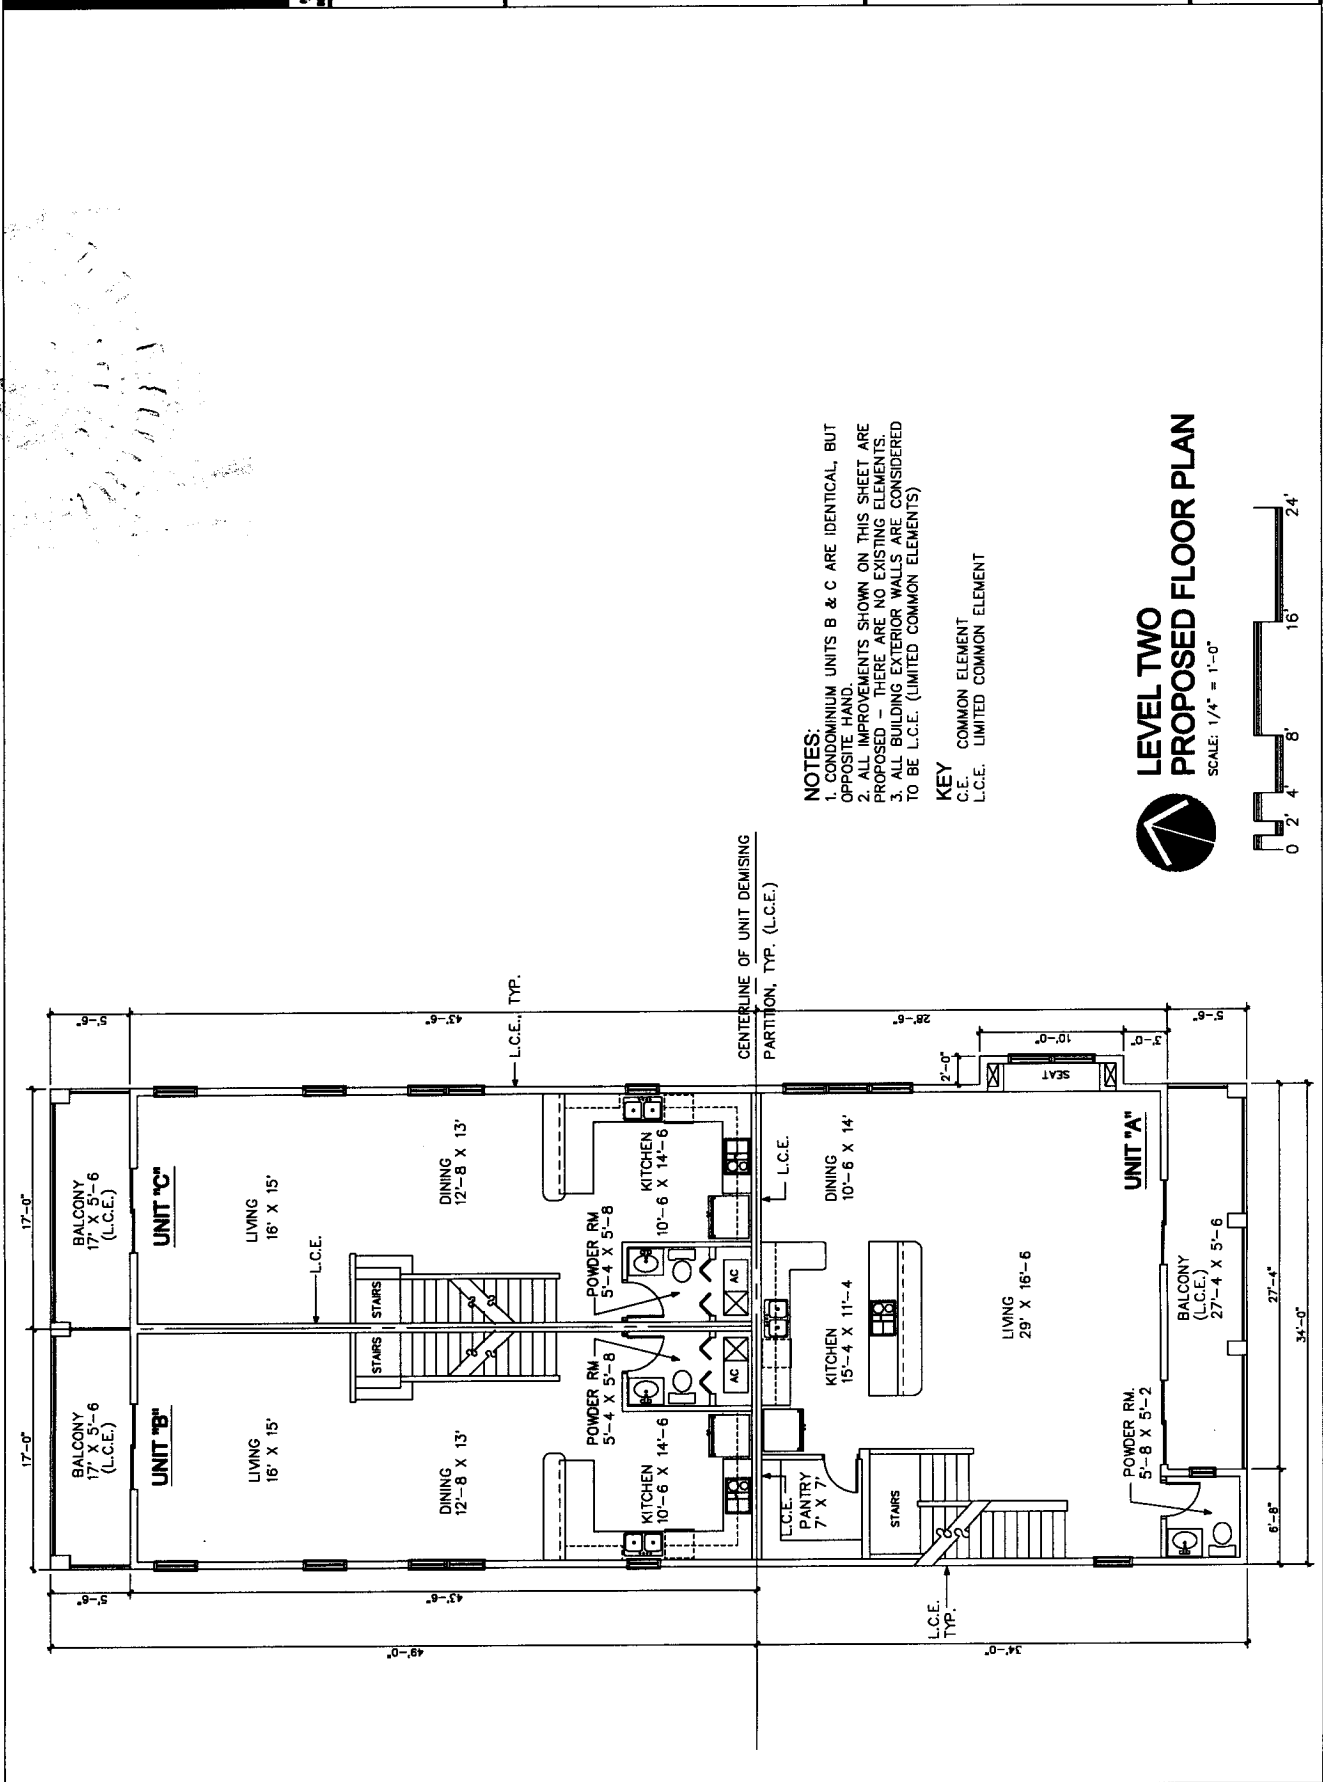 17'-0"
17'-0"
5'-6"
43'-6"
49'-0"
5'-6"
43'-6"
BALCONY
17' X 5'-6
(L.C.E.)
BALCONY
17' X 5'-6
(L.C.E.)
UNIT "B"
UNIT "C"
LIVING
16' X 15'
LIVING
16' X 15'
L.C.E.
STAIRS
STAIRS
DINING
12'-8 X 13'
DINING
12'-8 X 13'
L.C.E., TYP.
POWDER RM
5'-4 X 5'-8
POWDER RM
5'-4 X 5'-8
KITCHEN
10'-6 X 14'-6
KITCHEN
10'-6 X 14'-6
AC
AC
CENTERLINE OF UNIT DEMISING
PARTITION, TYP. (L.C.E.)
L.C.E.
L.C.E.
PANTRY
7' X 7'
KITCHEN
15'-4 X 11'-4
DINING
10'-6 X 14'
STAIRS
L.C.E.
TYP.
LIVING
29' X 16'-6
SEAT
2'-0"
10'-0"
3'-0"
28'-6"
5'-6"
34'-0"
UNIT "A"
POWDER RM.
5'-8 X 5'-2
BALCONY
(L.C.E.)
27'-4 X 5'-6
6'-8"
27'-4"
34'-0"
NOTES:
1. CONDOMINIUM UNITS B & C ARE IDENTICAL, BUT
OPPOSITE HAND.
2. ALL IMPROVEMENTS SHOWN ON THIS SHEET ARE
PROPOSED - THERE ARE NO EXISTING ELEMENTS.
3. ALL BUILDING EXTERIOR WALLS ARE CONSIDERED
TO BE L.C.E. (LIMITED COMMON ELEMENTS)
KEY
C.E. COMMON ELEMENT
L.C.E. LIMITED COMMON ELEMENT
LEVEL TWO
PROPOSED FLOOR PLAN
SCALE: 1/4" = 1'-0"
0 2' 4' 8' 16' 24'